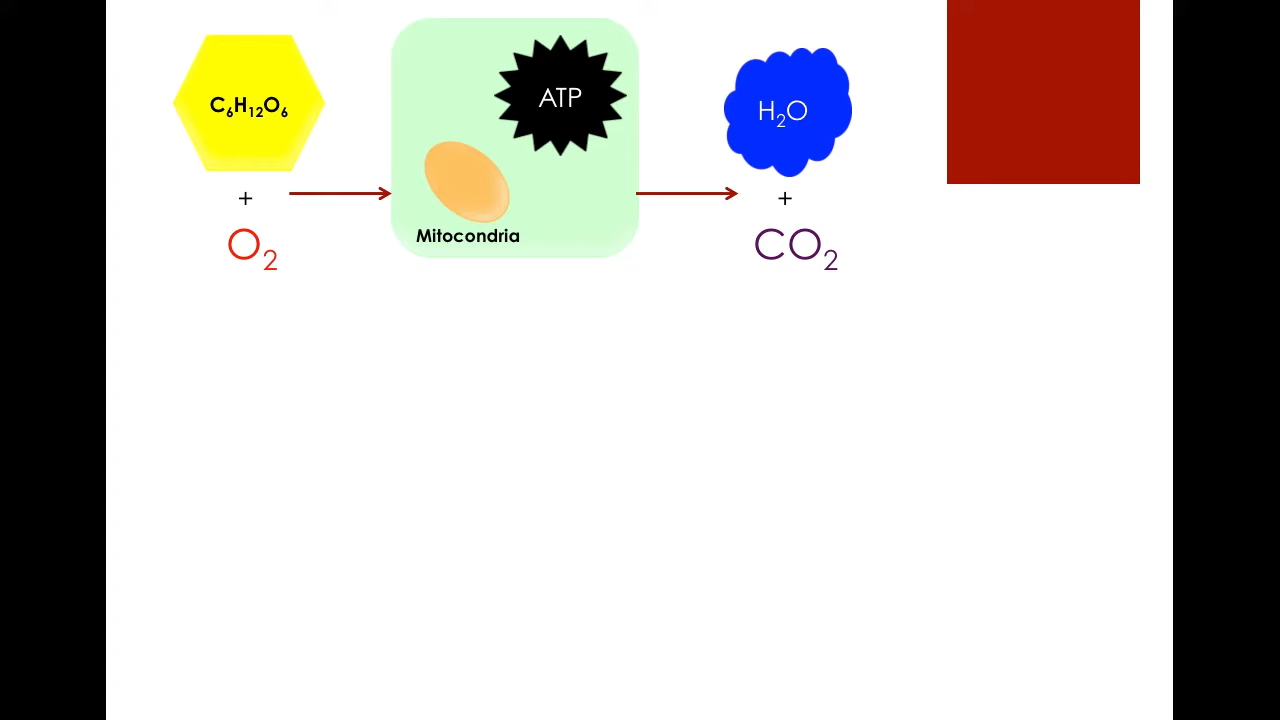 C₆H₁₂O₆
+
O₂
ATP
Mitocondria
H₂O
+
CO₂